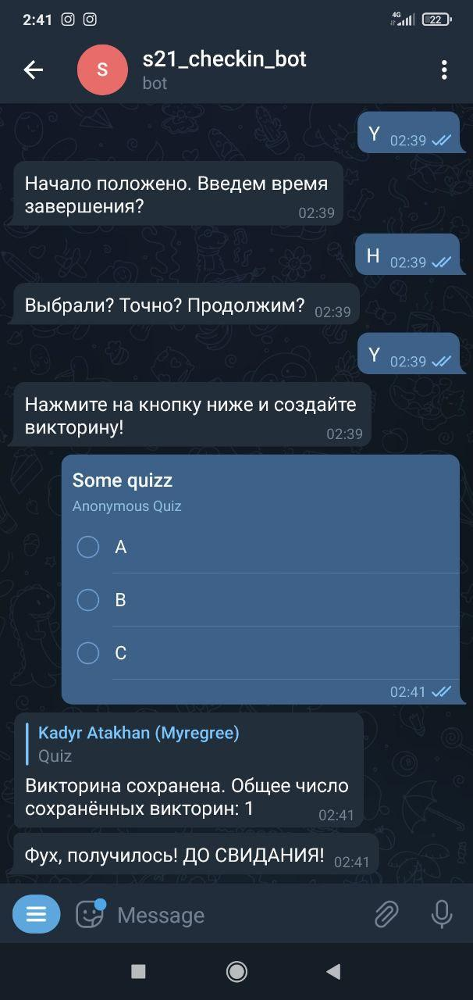 2:41
4G
22
S
s21_checkin_bot
bot
Y 02:39
Начало положено. Введем время
завершения?
02:39
H 02:39
Выбрали? Точно? Продолжим? 02:39
Y 02:39
Нажмите на кнопку ниже и создайте
викторину!
02:39
Some quizz
Anonymous Quiz
A
B
C
02:41
Kadyr Atakhan (Myregree)
Quiz
Викторина сохранена. Общее число
сохранённых викторин: 1
02:41
Фух, получилось! ДО СВИДАНИЯ! 02:41
Message